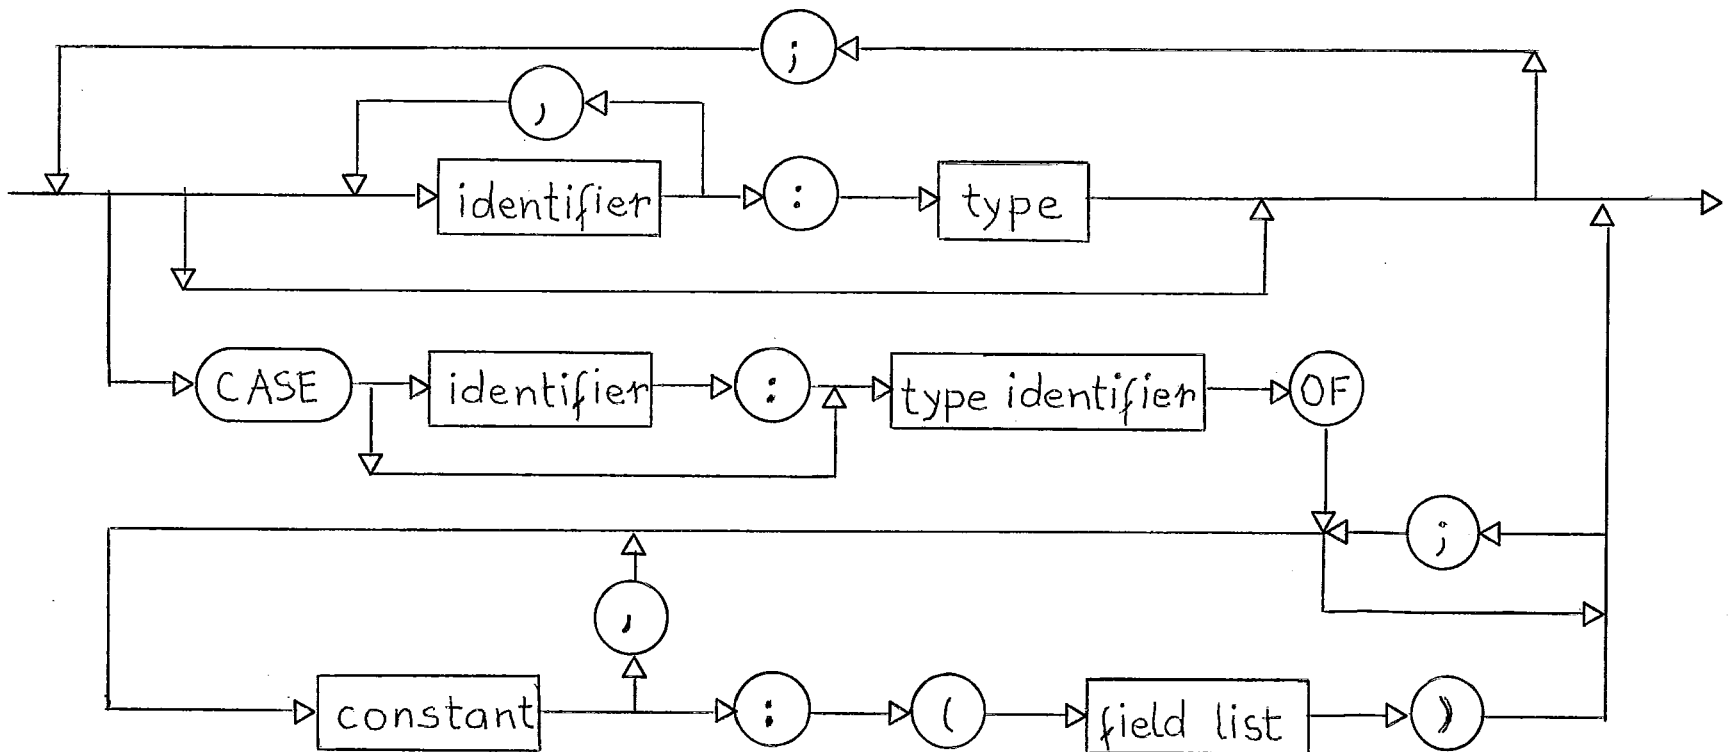 ;
,
identifier : type
CASE identifier : type identifier OF
;
,
constant : ( field list )